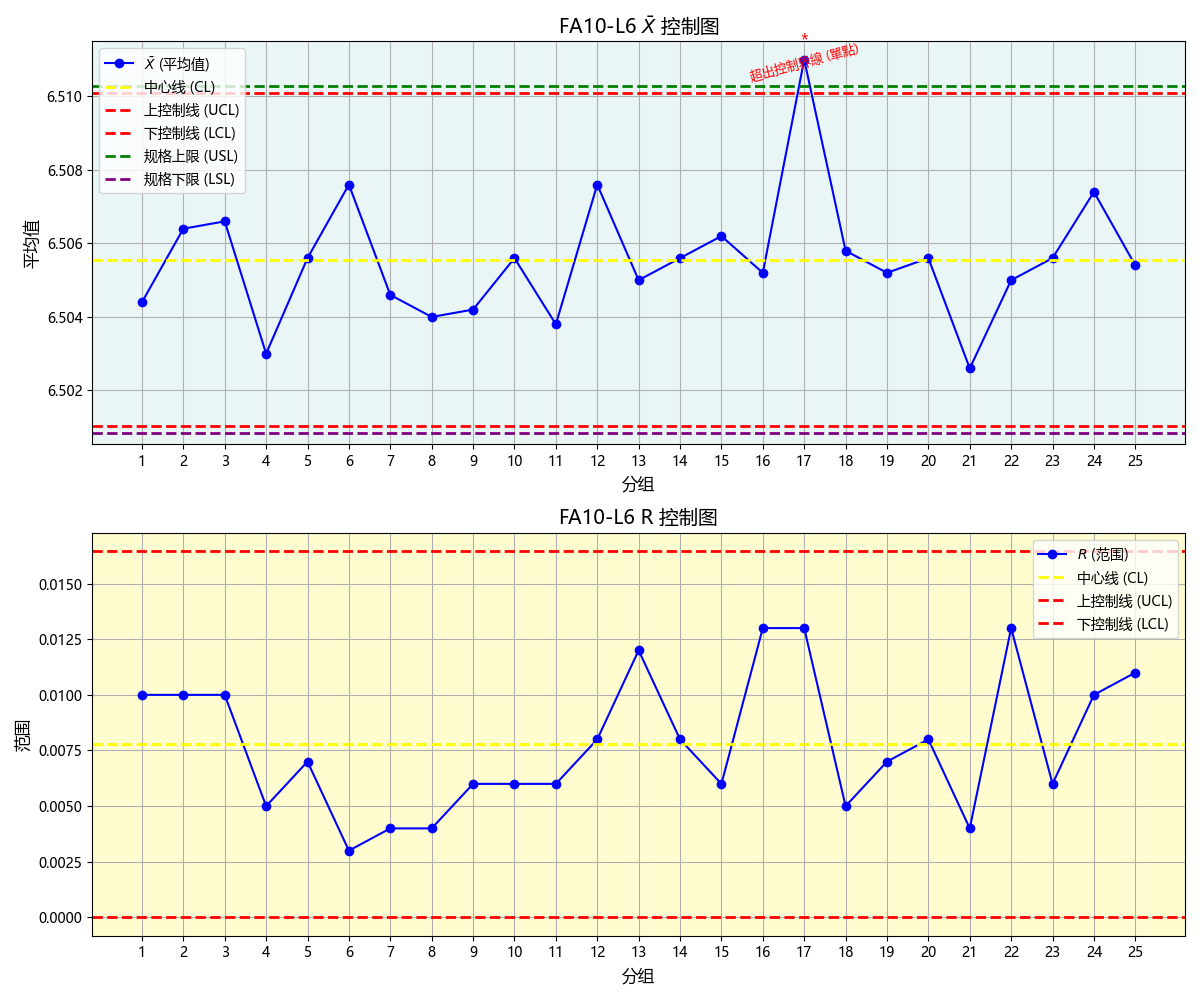 FA10-L6 X̄ 控制图
*
超出控制界線 (單點)
X̄ (平均值)
中心线 (CL)
上控制线 (UCL)
下控制线 (LCL)
规格上限 (USL)
规格下限 (LSL)
平均值
6.510
6.508
6.506
6.504
6.502
1 2 3 4 5 6 7 8 9 10 11 12 13 14 15 16 17 18 19 20 21 22 23 24 25
分组
FA10-L6 R 控制图
R (范围)
中心线 (CL)
上控制线 (UCL)
下控制线 (LCL)
范围
0.0150
0.0125
0.0100
0.0075
0.0050
0.0025
0.0000
1 2 3 4 5 6 7 8 9 10 11 12 13 14 15 16 17 18 19 20 21 22 23 24 25
分组